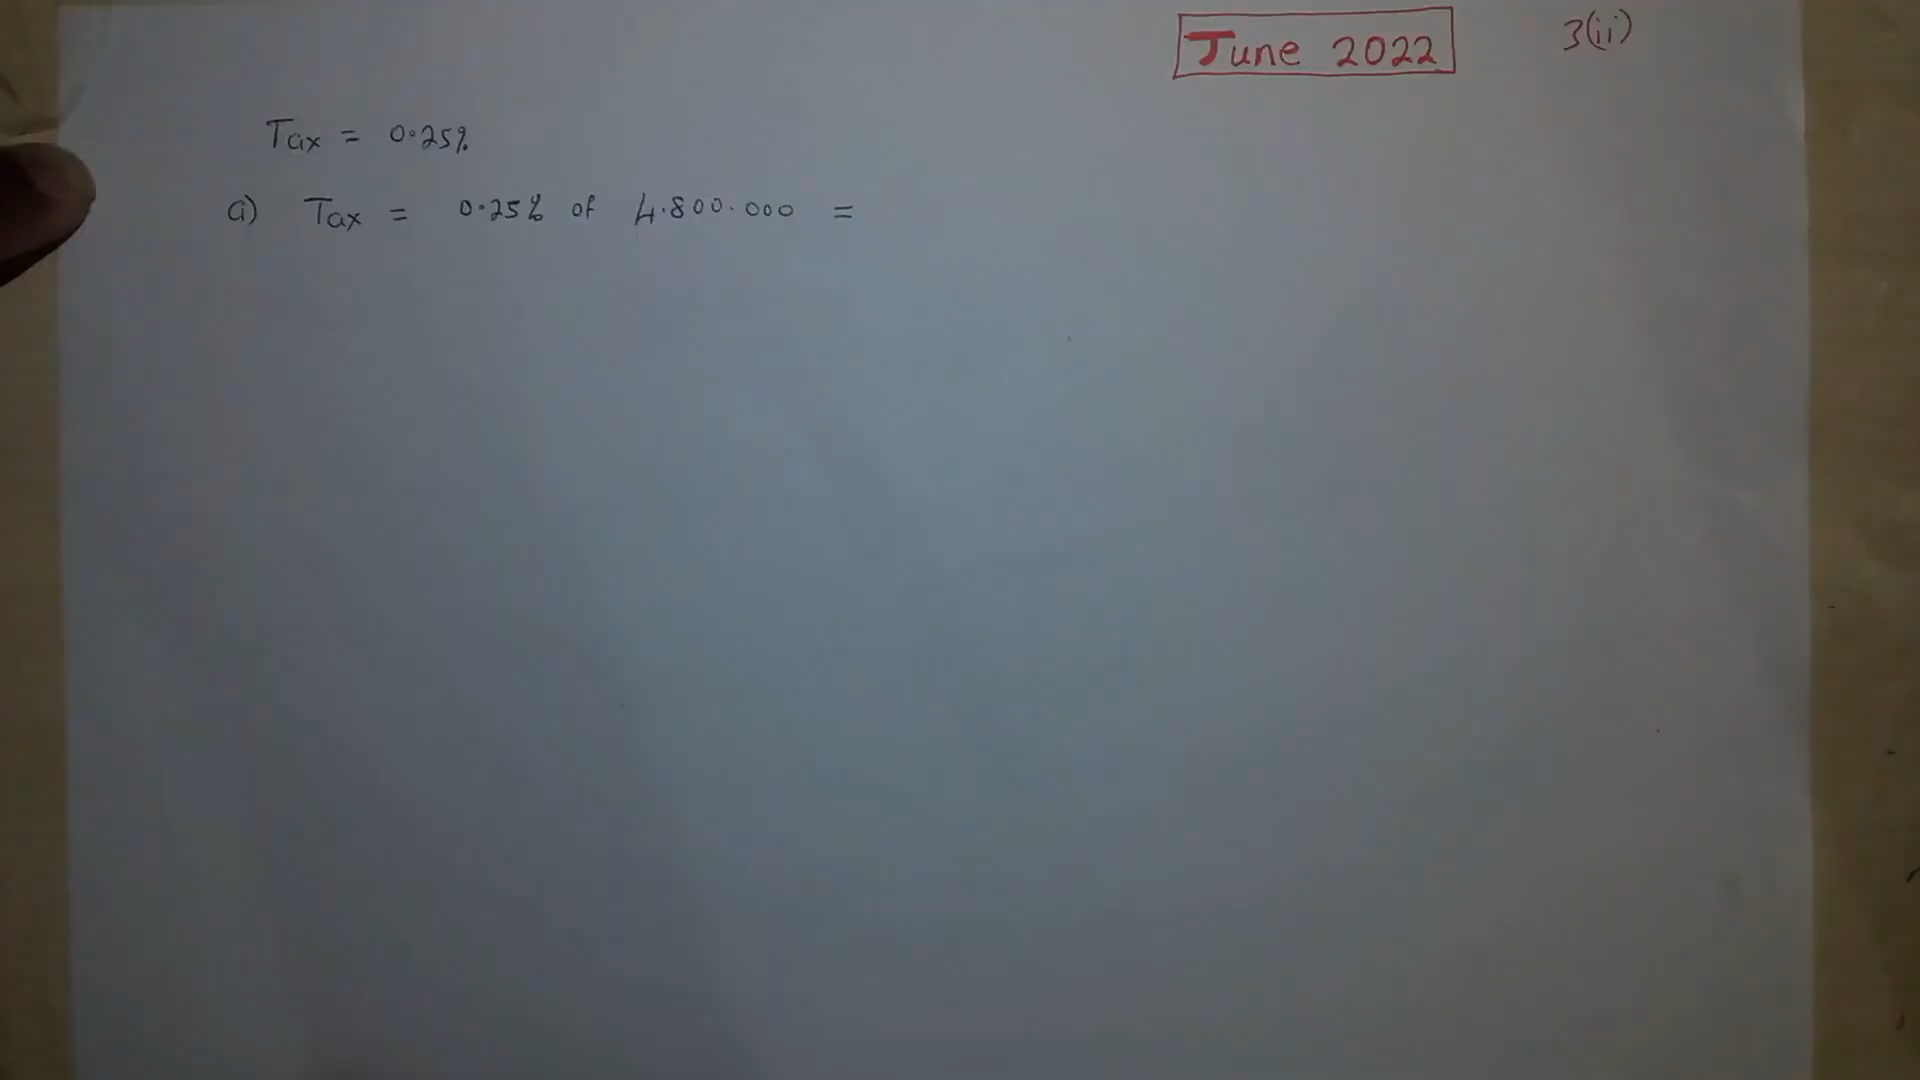 June 2022 3(ii)
Tax = 0.25%
a) Tax = 0.25% of 4.800.000 =